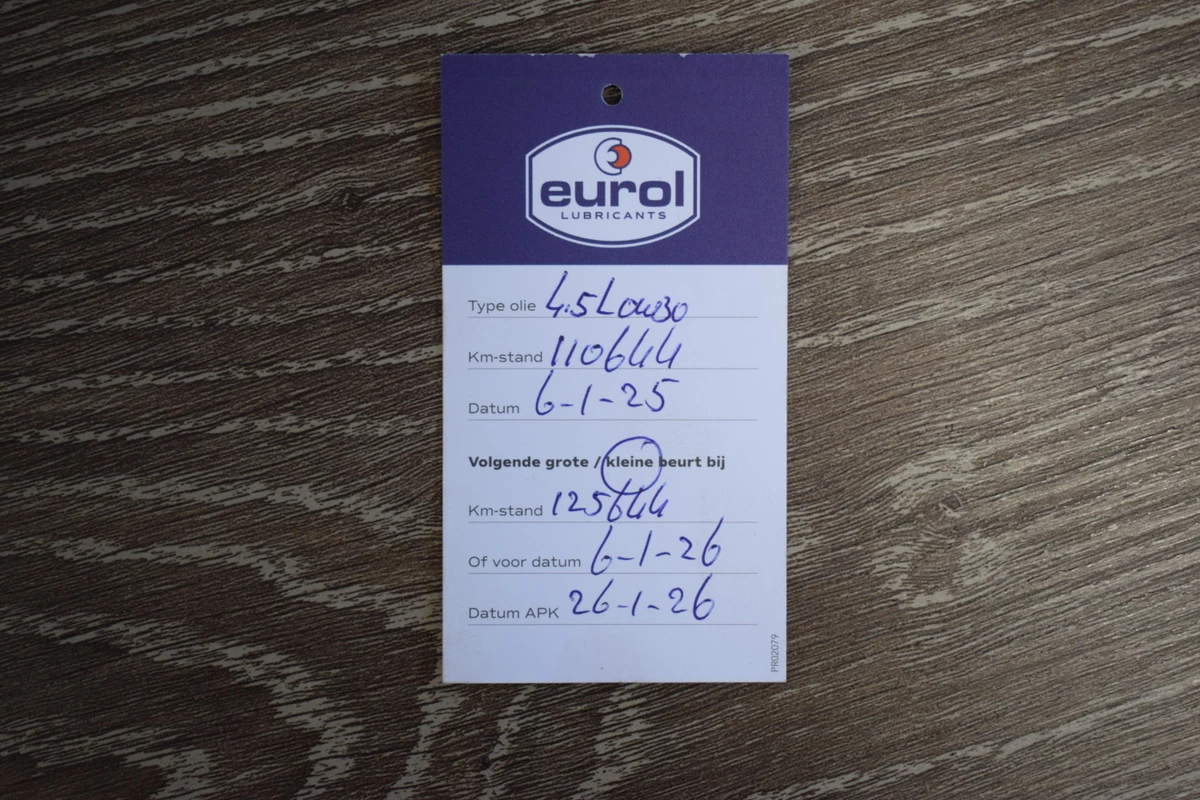 eurol
LUBRICANTS
Type olie 4.5L 0w30
Km-stand 110644
Datum 6-1-25
Volgende grote / kleine beurt bij
Km-stand 125644
Of voor datum 6-1-26
Datum APK 26-1-26
PR02079